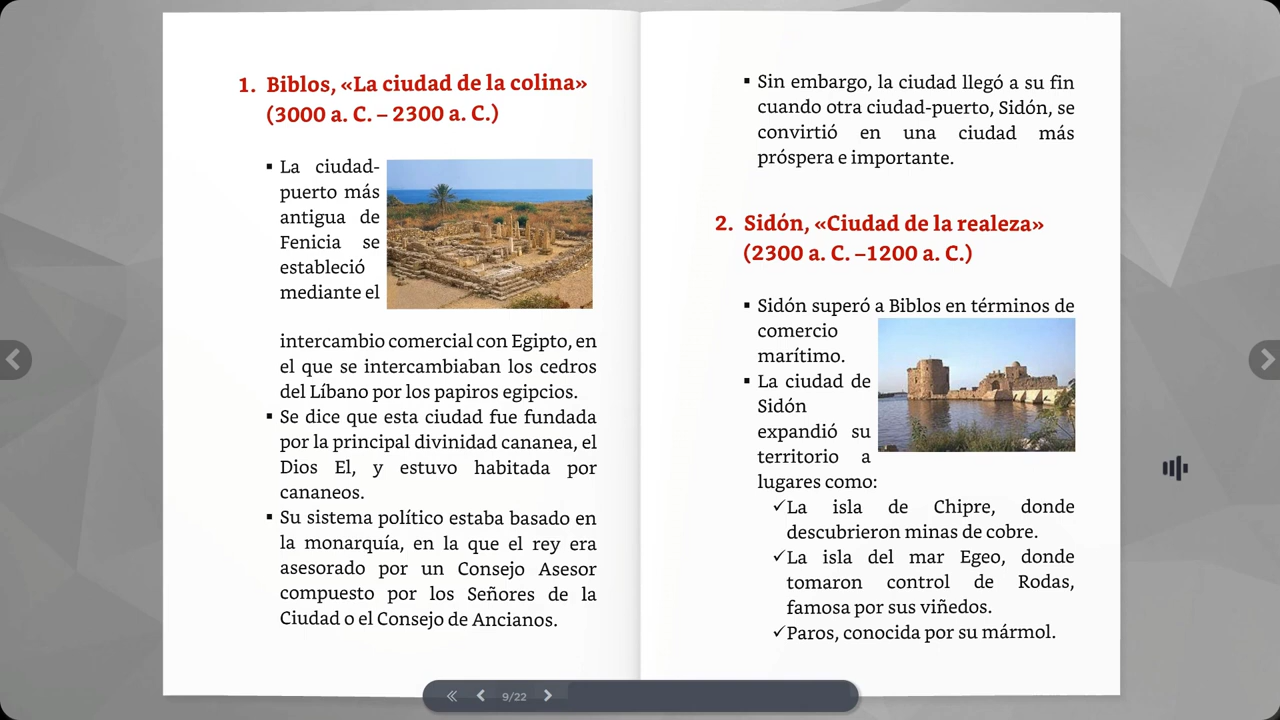 1. Biblos, «La ciudad de la colina»
(3000 a. C. – 2300 a. C.)
▪ La ciudad-
puerto más
antigua de
Fenicia se
estableció
mediante el
intercambio comercial con Egipto, en
el que se intercambiaban los cedros
del Líbano por los papiros egipcios.
▪ Se dice que esta ciudad fue fundada
por la principal divinidad cananea, el
Dios El, y estuvo habitada por
cananeos.
▪ Su sistema político estaba basado en
la monarquía, en la que el rey era
asesorado por un Consejo Asesor
compuesto por los Señores de la
Ciudad o el Consejo de Ancianos.
▪ Sin embargo, la ciudad llegó a su fin
cuando otra ciudad-puerto, Sidón, se
convirtió en una ciudad más
próspera e importante.
2. Sidón, «Ciudad de la realeza»
(2300 a. C. –1200 a. C.)
▪ Sidón superó a Biblos en términos de
comercio
marítimo.
▪ La ciudad de
Sidón
expandió su
territorio a
lugares como:
✓La isla de Chipre, donde
descubrieron minas de cobre.
✓La isla del mar Egeo, donde
tomaron control de Rodas,
famosa por sus viñedos.
✓Paros, conocida por su mármol.
9/22